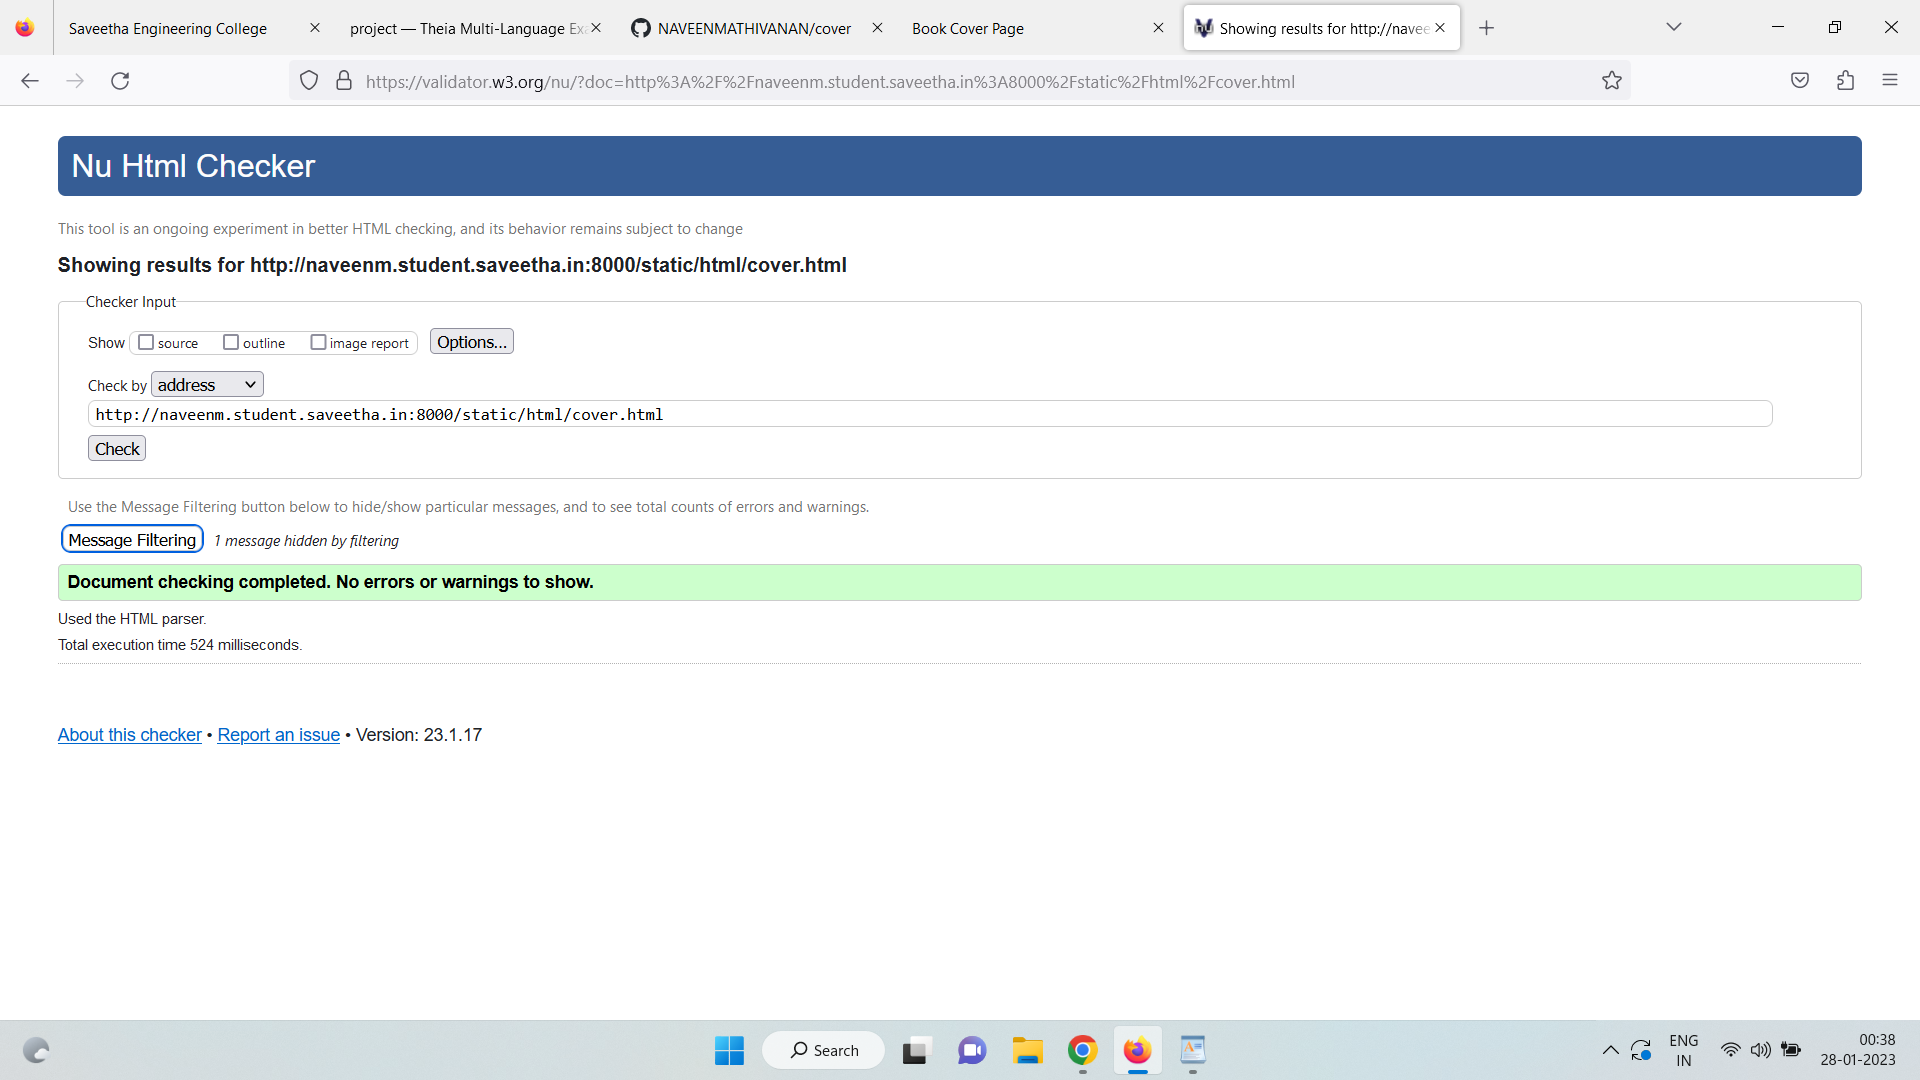 Saveetha Engineering College
project — Theia Multi-Language Ex
NAVEENMATHIVANAN/cover
Book Cover Page
Showing results for http://navee
https://validator.w3.org/nu/?doc=http%3A%2F%2Fnaveenm.student.saveetha.in%3A8000%2Fstatic%2Fhtml%2Fcover.html
Nu Html Checker
This tool is an ongoing experiment in better HTML checking, and its behavior remains subject to change
Showing results for http://naveenm.student.saveetha.in:8000/static/html/cover.html
Checker Input
Show source outline image report Options...
Check by address
http://naveenm.student.saveetha.in:8000/static/html/cover.html
Check
Use the Message Filtering button below to hide/show particular messages, and to see total counts of errors and warnings.
Message Filtering 1 message hidden by filtering
Document checking completed. No errors or warnings to show.
Used the HTML parser.
Total execution time 524 milliseconds.
About this checker • Report an issue • Version: 23.1.17
Search
ENG
IN
00:38
28-01-2023